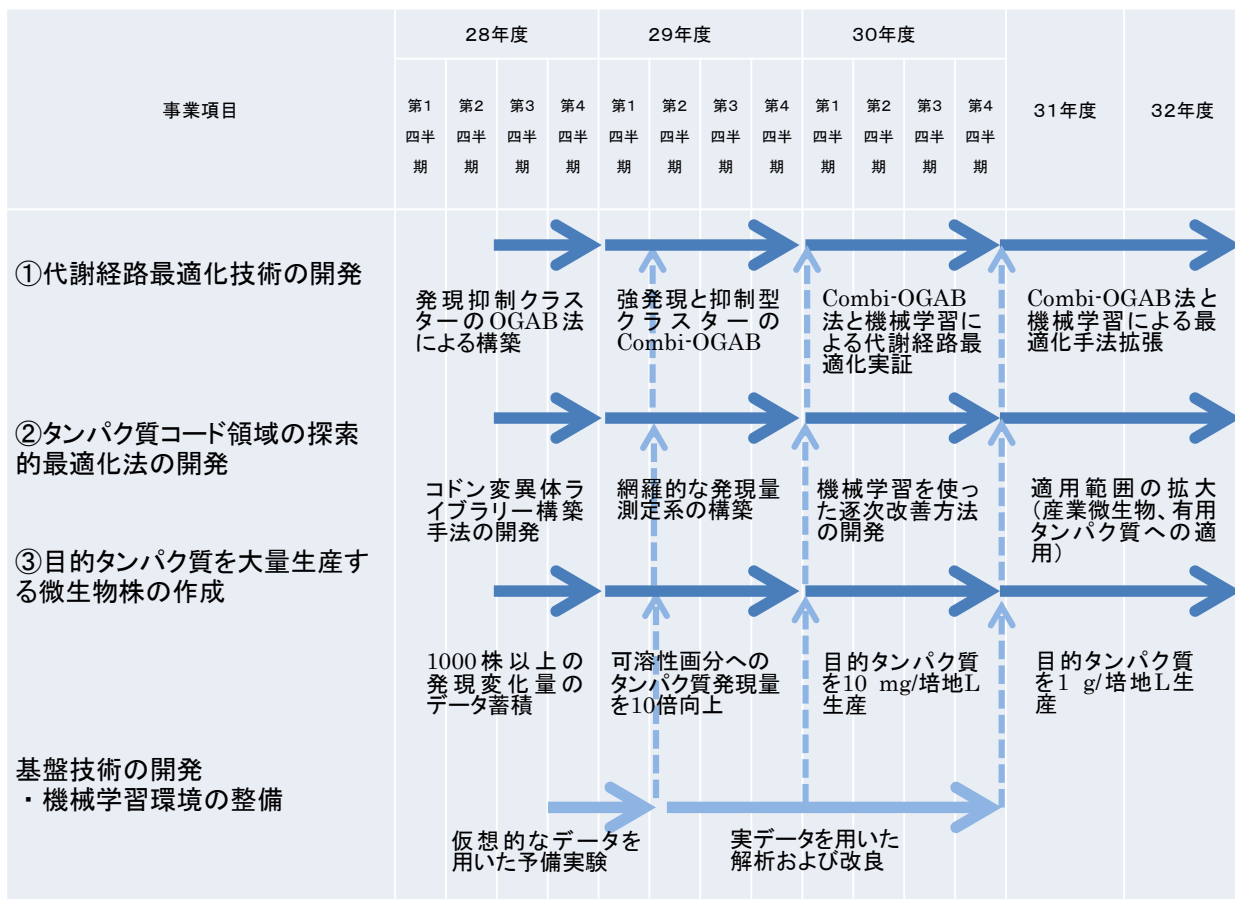 事業項目
28年度
29年度
30年度
31年度
32年度
第1
四半
期
第2
四半
期
第3
四半
期
第4
四半
期
第1
四半
期
第2
四半
期
第3
四半
期
第4
四半
期
第1
四半
期
第2
四半
期
第3
四半
期
第4
四半
期
①代謝経路最適化技術の開発
発現抑制クラス
ターのOGAB法
による構築
強発現と抑制型
クラスターの
Combi-OGAB
Combi-OGAB
法と機械学習に
よる代謝経路最
適化実証
Combi-OGAB法と
機械学習による最
適化手法拡張
②タンパク質コード領域の探索
的最適化法の開発
コドン変異体ラ
イブラリー構築
手法の開発
網羅的な発現量
測定系の構築
機械学習を使っ
た逐次改善方法
の開発
適用範囲の拡大
（産業微生物、有用
タンパク質への適
用）
③目的タンパク質を大量生産す
る微生物株の作成
1000株以上の
発現変化量の
データ蓄積
可溶性画分への
タンパク質発現量
を10倍向上
目的タンパク質
を10 mg/培地L
生産
目的タンパク質
を1 g/培地L生
産
基盤技術の開発
・機械学習環境の整備
仮想的なデータを
用いた予備実験
実データを用いた
解析および改良